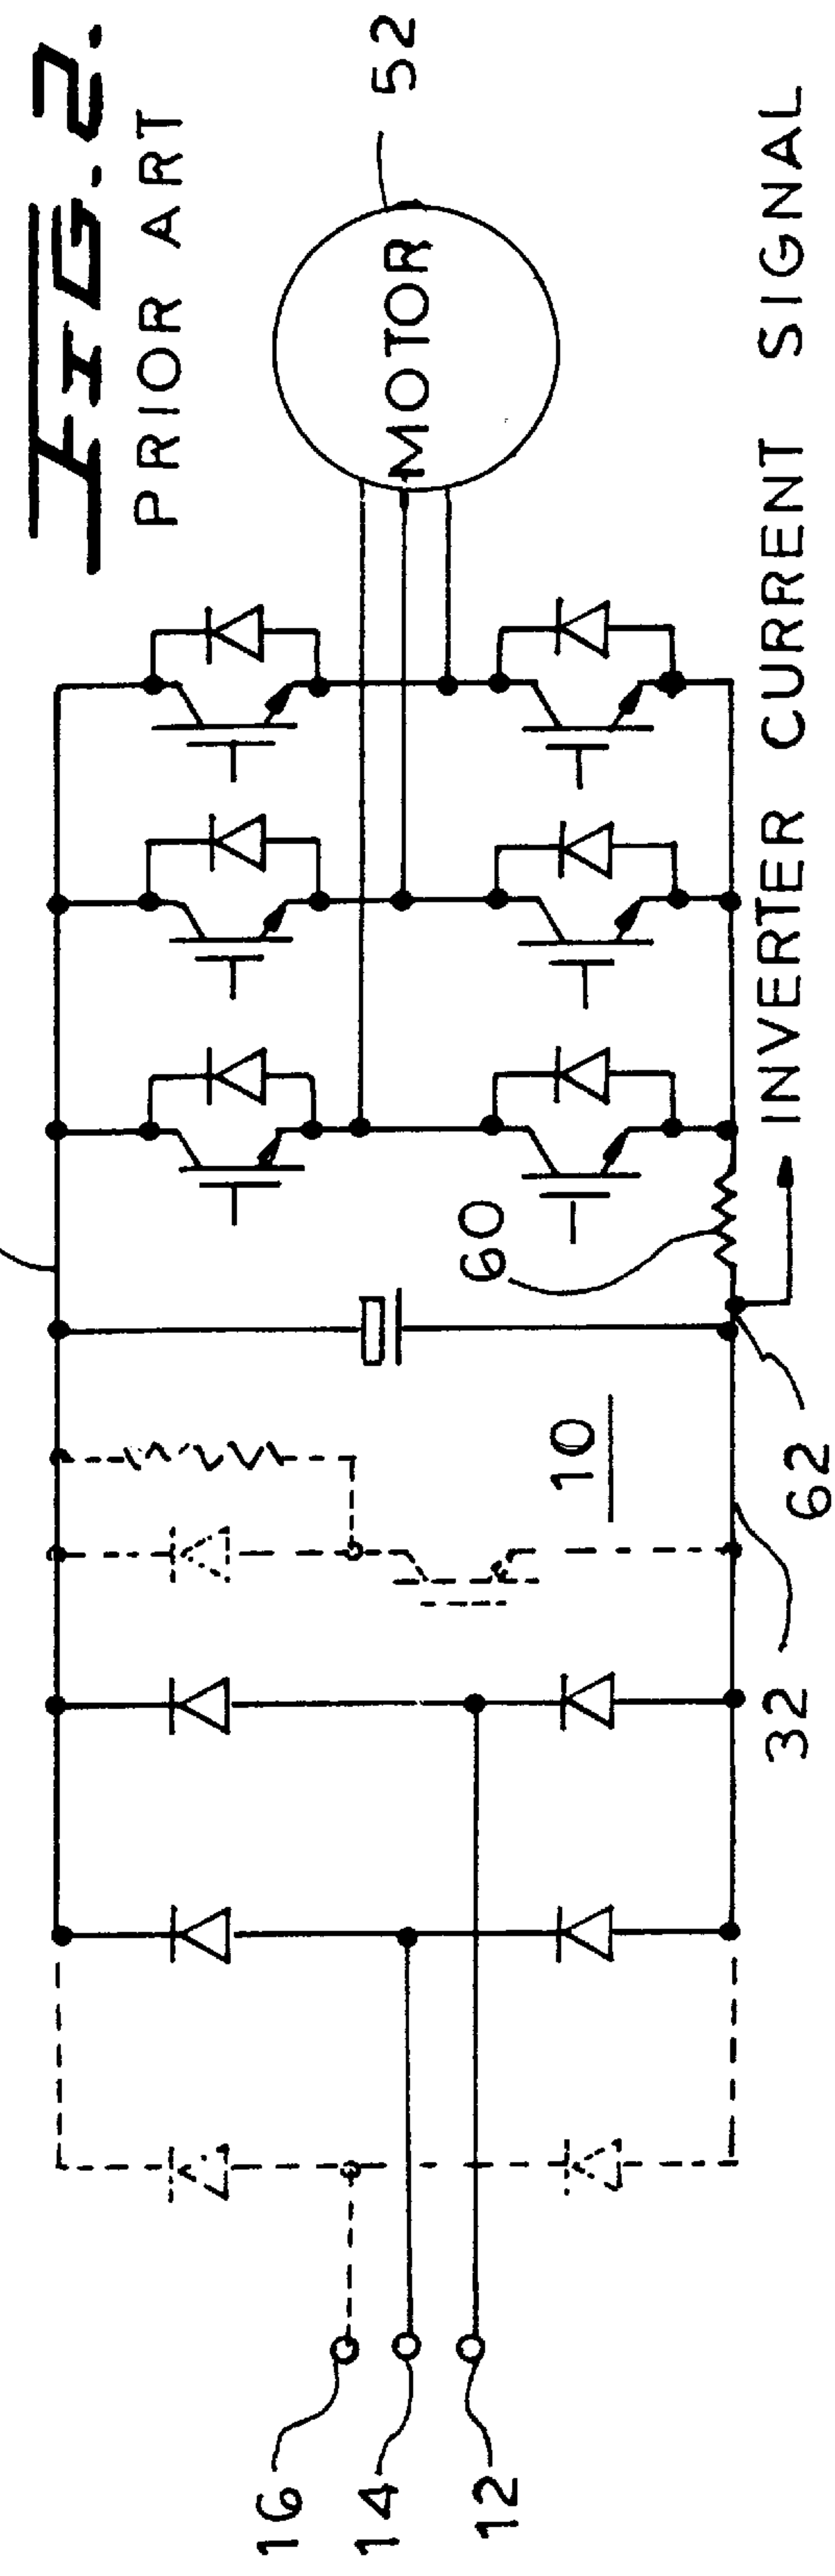 FIG. 2.
PRIOR ART
52
MOTOR
60
10
16
14
12
32
62
INVERTER CURRENT SIGNAL